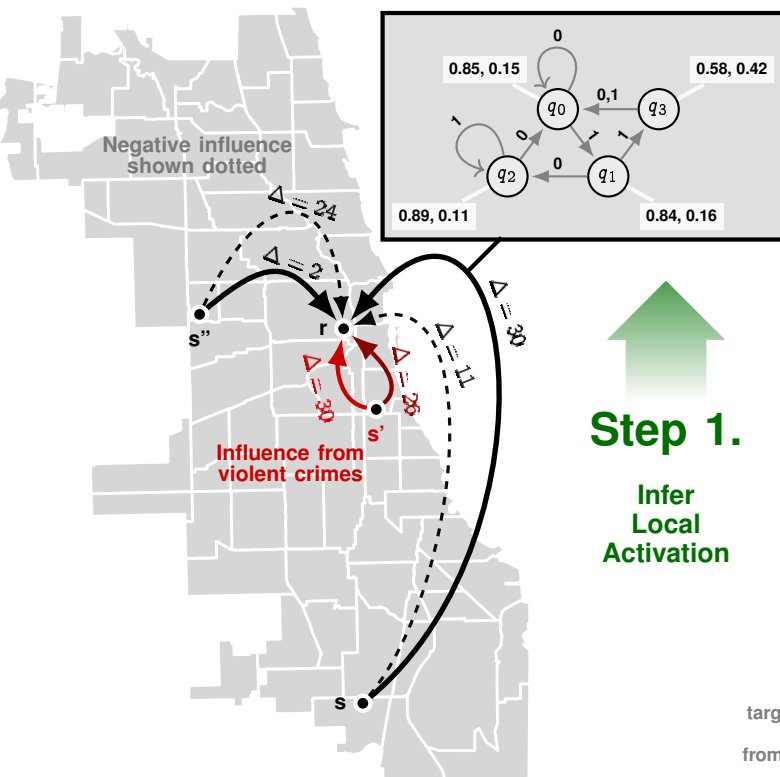 0
0.85, 0.15
0.58, 0.42
0,1
q0
q3
1
0
1
1
0
q2
q1
0.89, 0.11
0.84, 0.16
Negative influence
shown dotted
Δ = 24
Δ = 2
Δ = 30
Δ = 11
r
s''
Δ = 30
Δ = 26
s'
Influence from
violent crimes
Step 1.
Infer
Local
Activation
s
targ
from